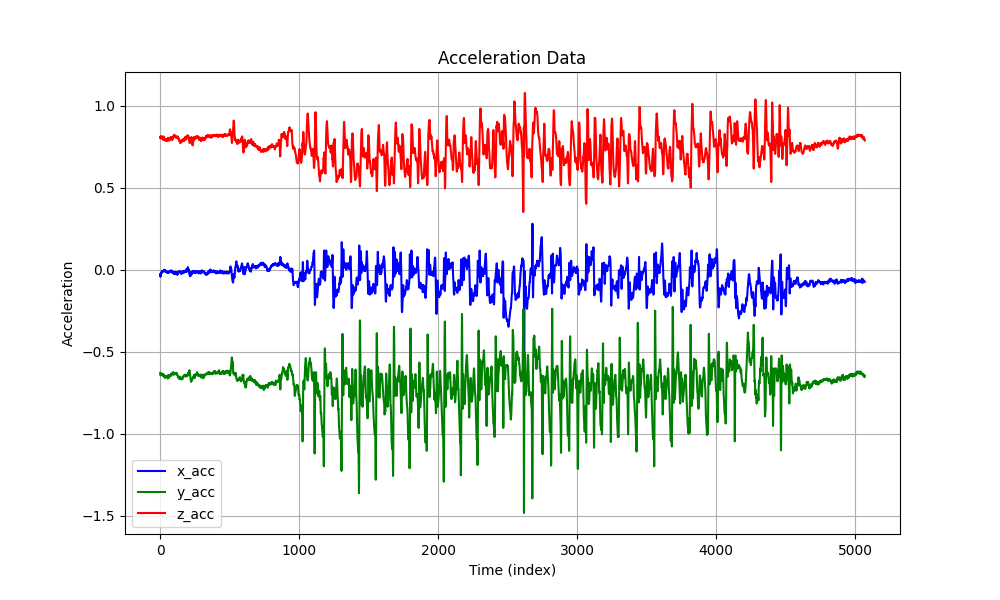 Acceleration Data
1.0
0.5
0.0
−0.5
−1.0
−1.5
Acceleration
x_acc
y_acc
z_acc
0 1000 2000 3000 4000 5000
Time (index)